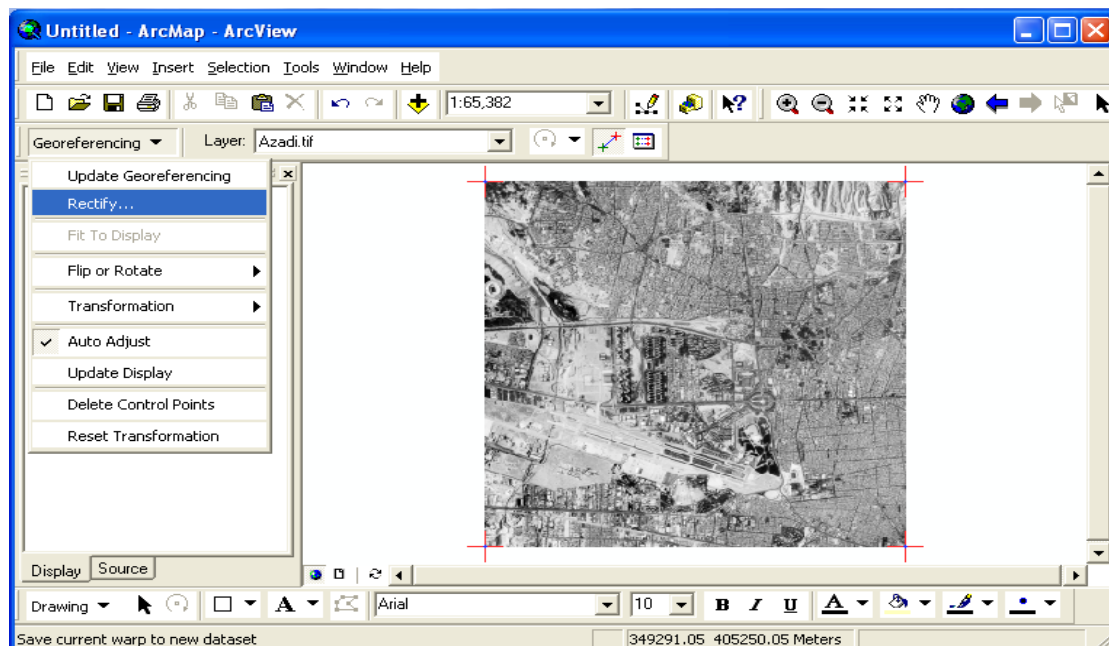 Untitled - ArcMap - ArcView
File Edit View Insert Selection Tools Window Help
1:65,382
Georeferencing Layer: Azadi.tif
Update Georeferencing
Rectify...
Fit To Display
Flip or Rotate
Transformation
Auto Adjust
Update Display
Delete Control Points
Reset Transformation
Display Source
Drawing A Arial 10 B I U A
Save current warp to new dataset 349291.05 405250.05 Meters